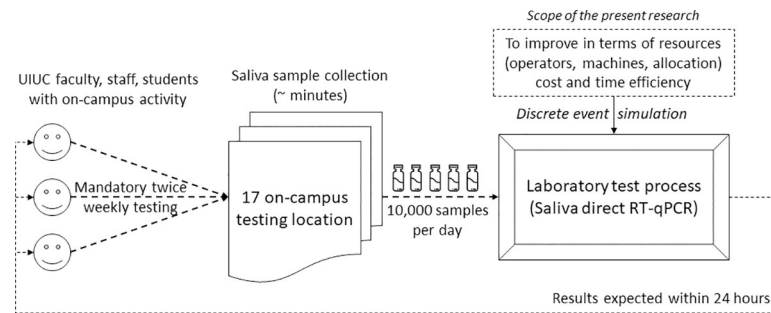 Scope of the present research
To improve in terms of resources
(operators, machines, allocation)
cost and time efficiency
UIUC faculty, staff, students
with on-campus activity
Saliva sample collection
(~ minutes)
Discrete event simulation
Mandatory twice
weekly testing
17 on-campus
testing location
10,000 samples
per day
Laboratory test process
(Saliva direct RT-qPCR)
Results expected within 24 hours